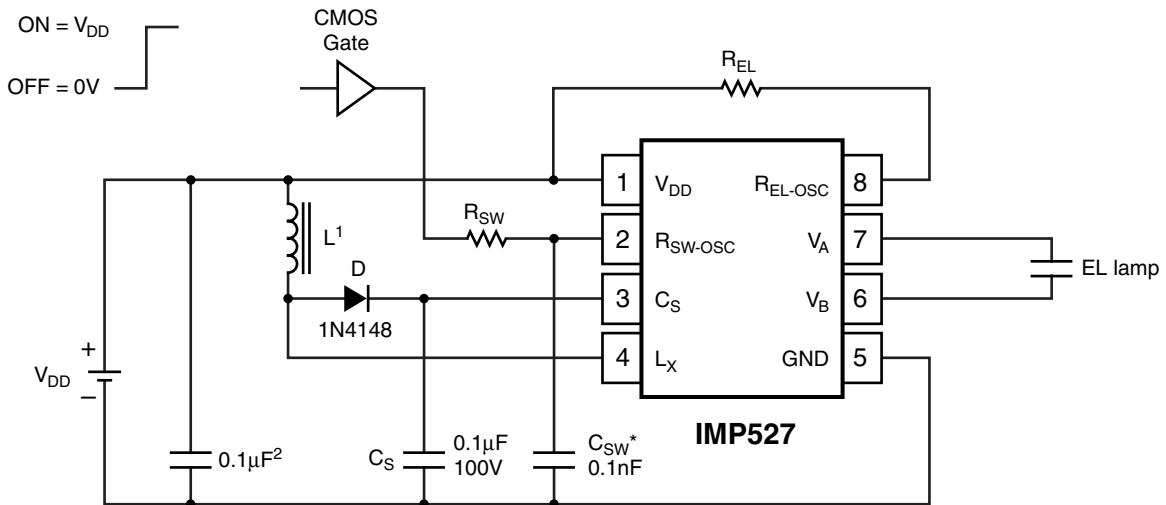 ON = VDD
OFF = 0V
CMOS
Gate
REL
1 VDD
REL-OSC 8
RSW
2 RSW-OSC
VA 7
L1
EL lamp
D
1N4148
3 CS
VB 6
4 LX
GND 5
+
VDD
–
IMP527
0.1µF2
CS
0.1µF
100V
CSW*
0.1nF